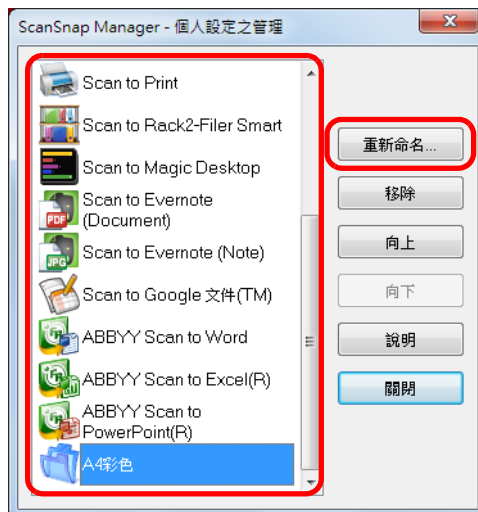 ScanSnap Manager - 個人設定之管理
Scan to Print
Scan to Rack2-Filer Smart
Scan to Magic Desktop
Scan to Evernote
(Document)
PDF
Scan to Evernote (Note)
JPG
Scan to Google 文件(TM)
ABBYY Scan to Word
ABBYY Scan to Excel(R)
ABBYY Scan to
PowerPoint(R)
A4彩色
重新命名...
移除
向上
向下
說明
關閉